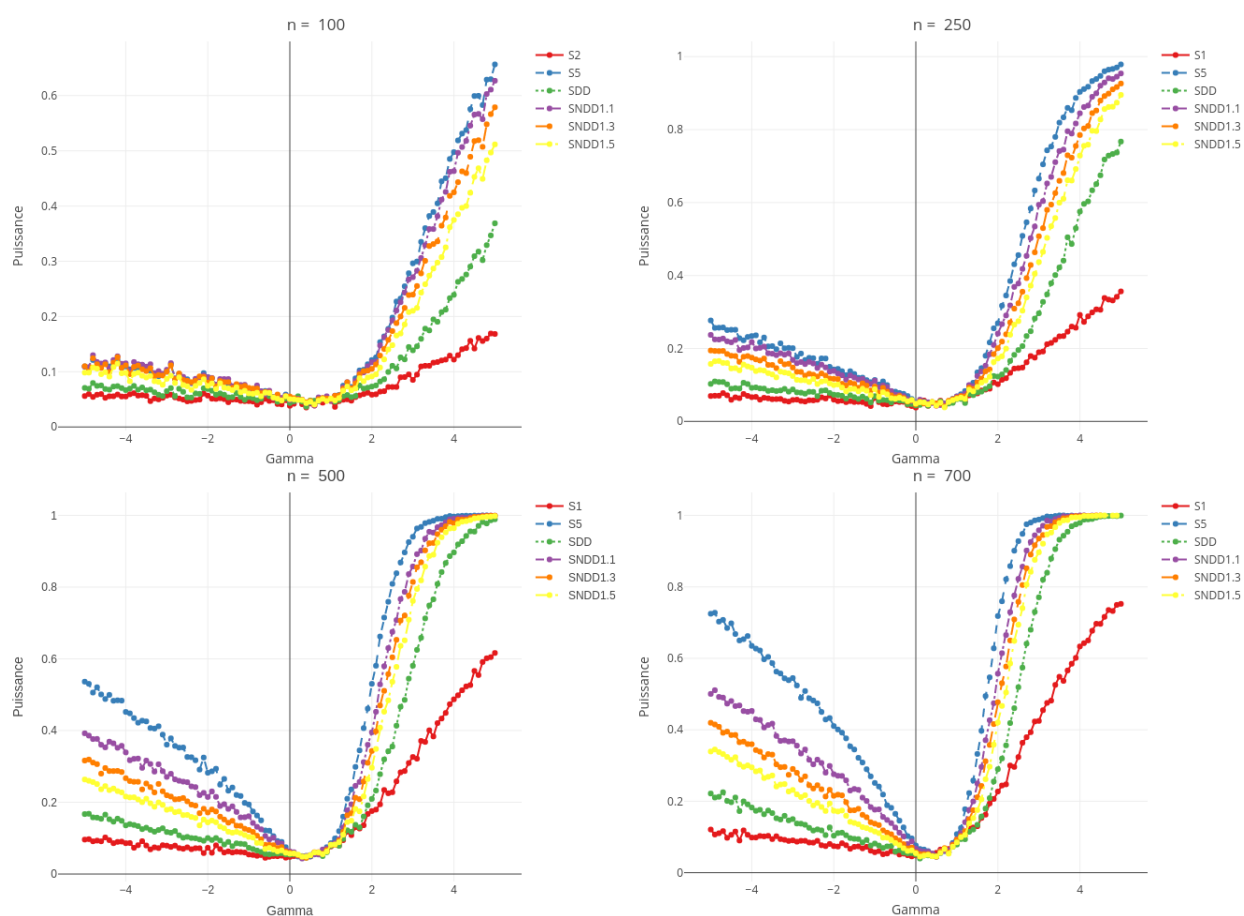 n = 100
S2
S5
SDD
SNDD1.1
SNDD1.3
SNDD1.5
Puissance
0.6
0.5
0.4
0.3
0.2
0.1
0
−4
−2
0
2
4
Gamma
n = 250
S1
S5
SDD
SNDD1.1
SNDD1.3
SNDD1.5
Puissance
1
0.8
0.6
0.4
0.2
0
−4
−2
0
2
4
Gamma
n = 500
S1
S5
SDD
SNDD1.1
SNDD1.3
SNDD1.5
Puissance
1
0.8
0.6
0.4
0.2
0
−4
−2
0
2
4
Gamma
n = 700
S1
S5
SDD
SNDD1.1
SNDD1.3
SNDD1.5
Puissance
1
0.8
0.6
0.4
0.2
0
−4
−2
0
2
4
Gamma